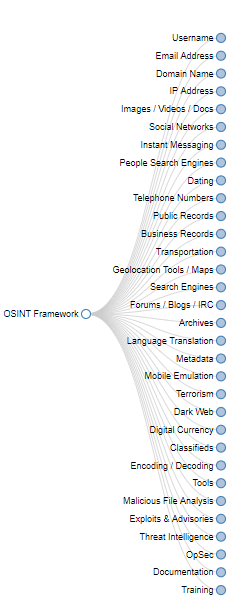 Username
Email Address
Domain Name
IP Address
Images / Videos / Docs
Social Networks
Instant Messaging
People Search Engines
Dating
Telephone Numbers
Public Records
Business Records
Transportation
Geolocation Tools / Maps
Search Engines
Forums / Blogs / IRC
OSINT Framework
Archives
Language Translation
Metadata
Mobile Emulation
Terrorism
Dark Web
Digital Currency
Classifieds
Encoding / Decoding
Tools
Malicious File Analysis
Exploits & Advisories
Threat Intelligence
OpSec
Documentation
Training